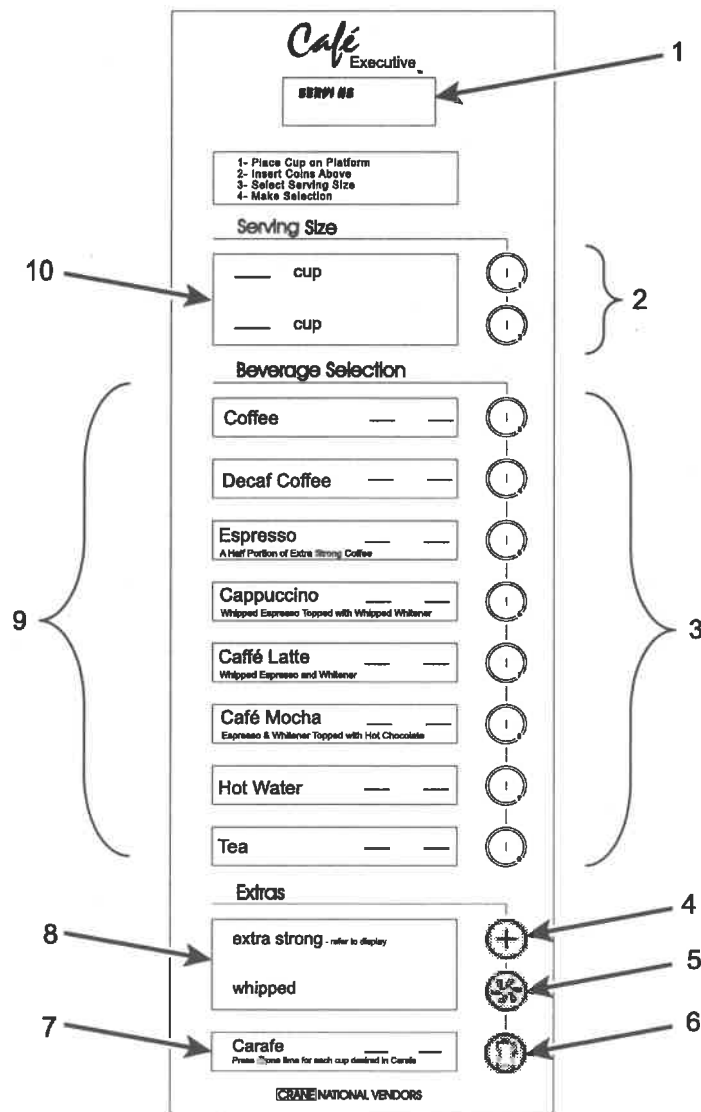 Café
Executive
1
SERVING
1- Place Cup on Platform
2- Insert Coins Above
3- Select Serving Size
4- Make Selection
Serving Size
10
cup
cup
2
Beverage Selection
Coffee
Decaf Coffee
Espresso
A Half Portion of Extra Strong Coffee
Cappuccino
Whipped Espresso Topped with Whipped Whitener
9
3
Caffé Latte
Whipped Espresso and Whitener
Café Mocha
Espresso & Whitener Topped with Hot Chocolate
Hot Water
Tea
Extras
4
8
extra strong - refer to display
5
whipped
7
6
Carafe
Press one time for each cup desired in Carafe
CRANE NATIONAL VENDORS